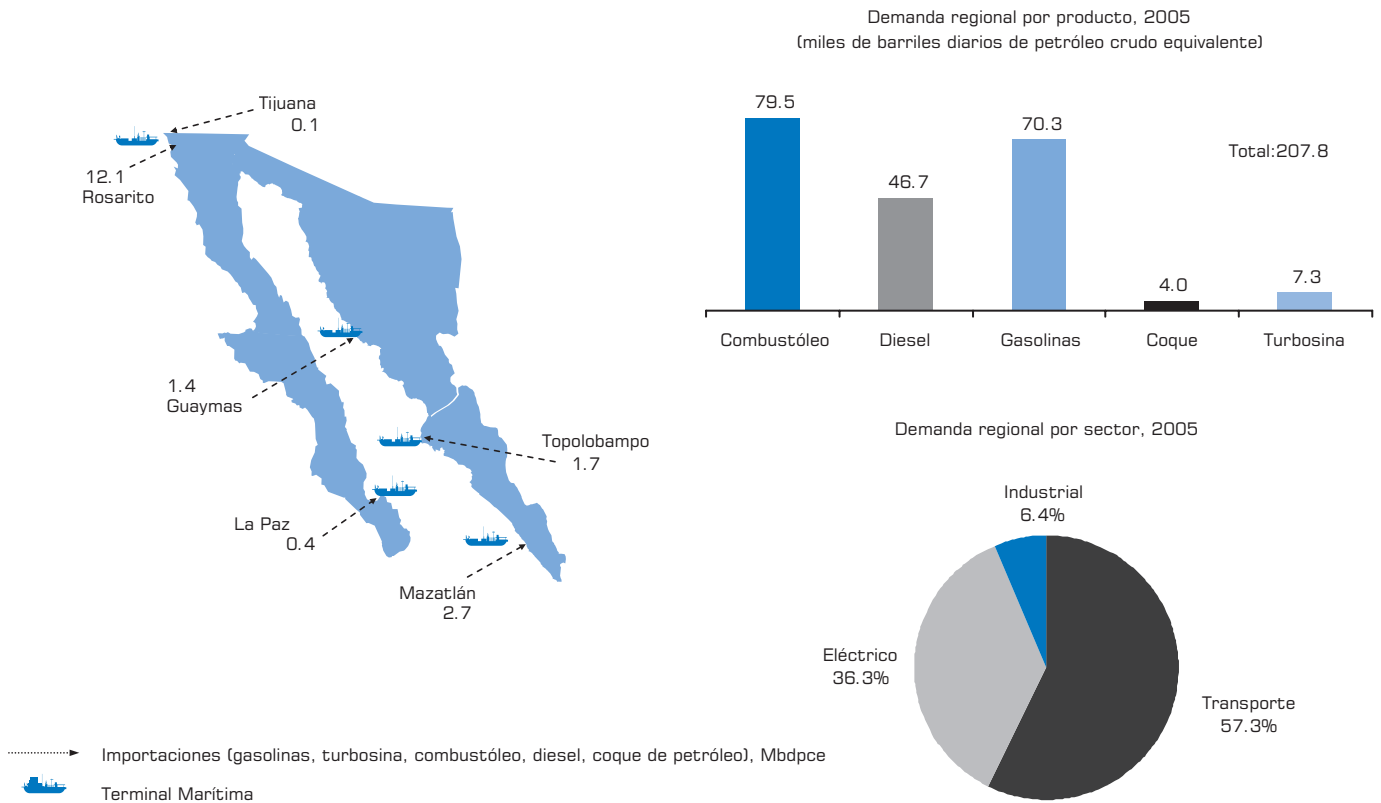 Demanda regional por producto, 2005
(miles de barriles diarios de petróleo crudo equivalente)
Tijuana
0.1
12.1
Rosarito
1.4
Guaymas
Topolobampo
1.7
La Paz
0.4
Mazatlán
2.7
79.5
46.7
70.3
4.0
7.3
Total:207.8
Combustóleo
Diesel
Gasolinas
Coque
Turbosina
Demanda regional por sector, 2005
Industrial
6.4%
Eléctrico
36.3%
Transporte
57.3%
Importaciones (gasolinas, turbosina, combustóleo, diesel, coque de petróleo), Mbdpce
Terminal Marítima